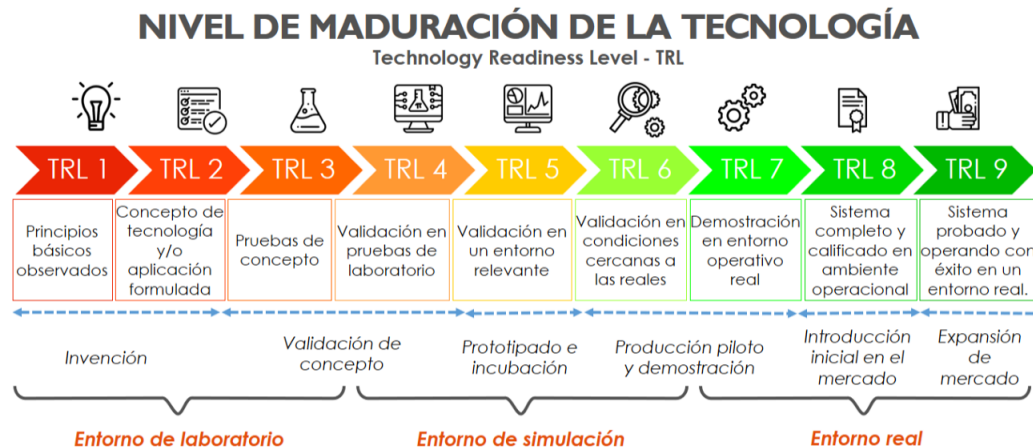 NIVEL DE MADURACIÓN DE LA TECNOLOGÍA
Technology Readiness Level - TRL
TRL 1
TRL 2
TRL 3
TRL 4
TRL 5
TRL 6
TRL 7
TRL 8
TRL 9
Principios
básicos
observados
Concepto de
tecnología
y/o
aplicación
formulada
Pruebas de
concepto
Validación en
pruebas de
laboratorio
Validación en
un entorno
relevante
Validación en
condiciones
cercanas a
las reales
Demostración
en entorno
operativo
real
Sistema
completo y
calificado en
ambiente
operacional
Sistema
probado y
operando con
éxito en un
entorno real.
Invención
Validación de
concepto
Prototipado e
incubación
Producción piloto
y demostración
Introducción
inicial en el
mercado
Expansión
de
mercado
Entorno de laboratorio
Entorno de simulación
Entorno real